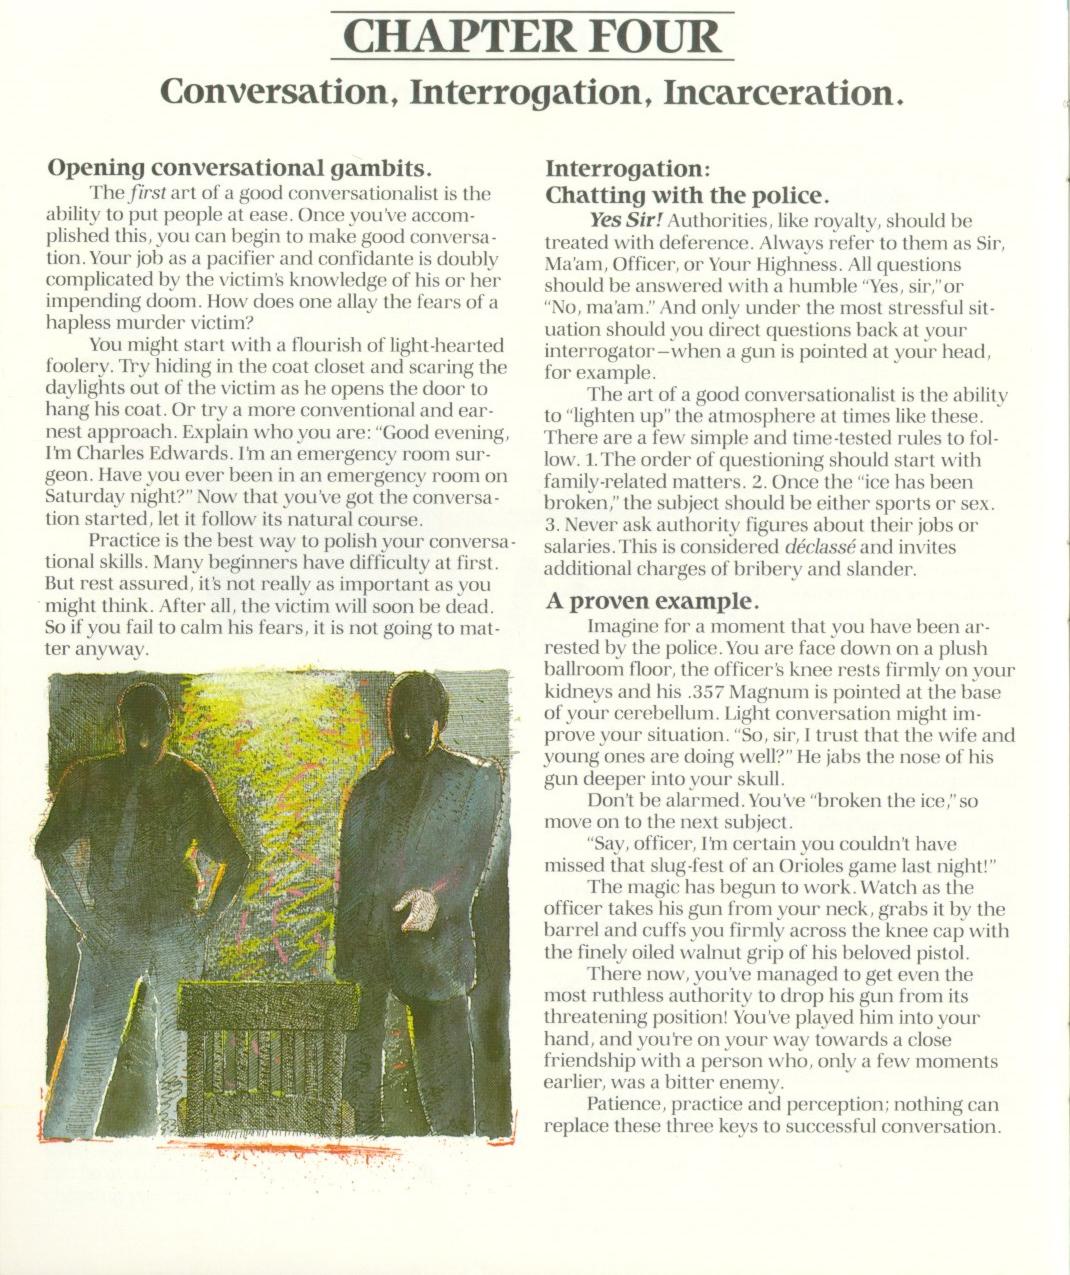 CHAPTER FOUR
Conversation, Interrogation, Incarceration.
Opening conversational gambits.
The first art of a good conversationalist is the
ability to put people at ease. Once you've accom-
plished this, you can begin to make good conversa-
tion. Your job as a pacifier and confidante is doubly
complicated by the victim's knowledge of his or her
impending doom. How does one allay the fears of a
hapless murder victim?
You might start with a flourish of light-hearted
foolery. Try hiding in the coat closet and scaring the
daylights out of the victim as he opens the door to
hang his coat. Or try a more conventional and ear-
nest approach. Explain who you are: “Good evening,
I'm Charles Edwards. I'm an emergency room sur-
geon. Have you ever been in an emergency room on
Saturday night?” Now that you've got the conversa-
tion started, let it follow its natural course.
Practice is the best way to polish your conversa-
tional skills. Many beginners have difficulty at first.
But rest assured, it's not really as important as you
might think. After all, the victim will soon be dead.
So if you fail to calm his fears, it is not going to mat-
ter anyway.
Interrogation:
Chatting with the police.
Yes Sir! Authorities, like royalty, should be
treated with deference. Always refer to them as Sir,
Ma'am, Officer, or Your Highness. All questions
should be answered with a humble “Yes, sir,” or
“No, ma'am.” And only under the most stressful sit-
uation should you direct questions back at your
interrogator—when a gun is pointed at your head,
for example.
The art of a good conversationalist is the ability
to “lighten up” the atmosphere at times like these.
There are a few simple and time-tested rules to fol-
low. 1. The order of questioning should start with
family-related matters. 2. Once the “ice has been
broken,” the subject should be either sports or sex.
3. Never ask authority figures about their jobs or
salaries. This is considered déclassé and invites
additional charges of bribery and slander.
A proven example.
Imagine for a moment that you have been ar-
rested by the police. You are face down on a plush
ballroom floor, the officer's knee rests firmly on your
kidneys and his .357 Magnum is pointed at the base
of your cerebellum. Light conversation might im-
prove your situation. “So, sir, I trust that the wife and
young ones are doing well?” He jabs the nose of his
gun deeper into your skull.
Don't be alarmed. You've “broken the ice,” so
move on to the next subject.
“Say, officer, I'm certain you couldn't have
missed that slug-fest of an Orioles game last night!”
The magic has begun to work. Watch as the
officer takes his gun from your neck, grabs it by the
barrel and cuffs you firmly across the knee cap with
the finely oiled walnut grip of his beloved pistol.
There now, you've managed to get even the
most ruthless authority to drop his gun from its
threatening position! You've played him into your
hand, and you're on your way towards a close
friendship with a person who, only a few moments
earlier, was a bitter enemy.
Patience, practice and perception; nothing can
replace these three keys to successful conversation.